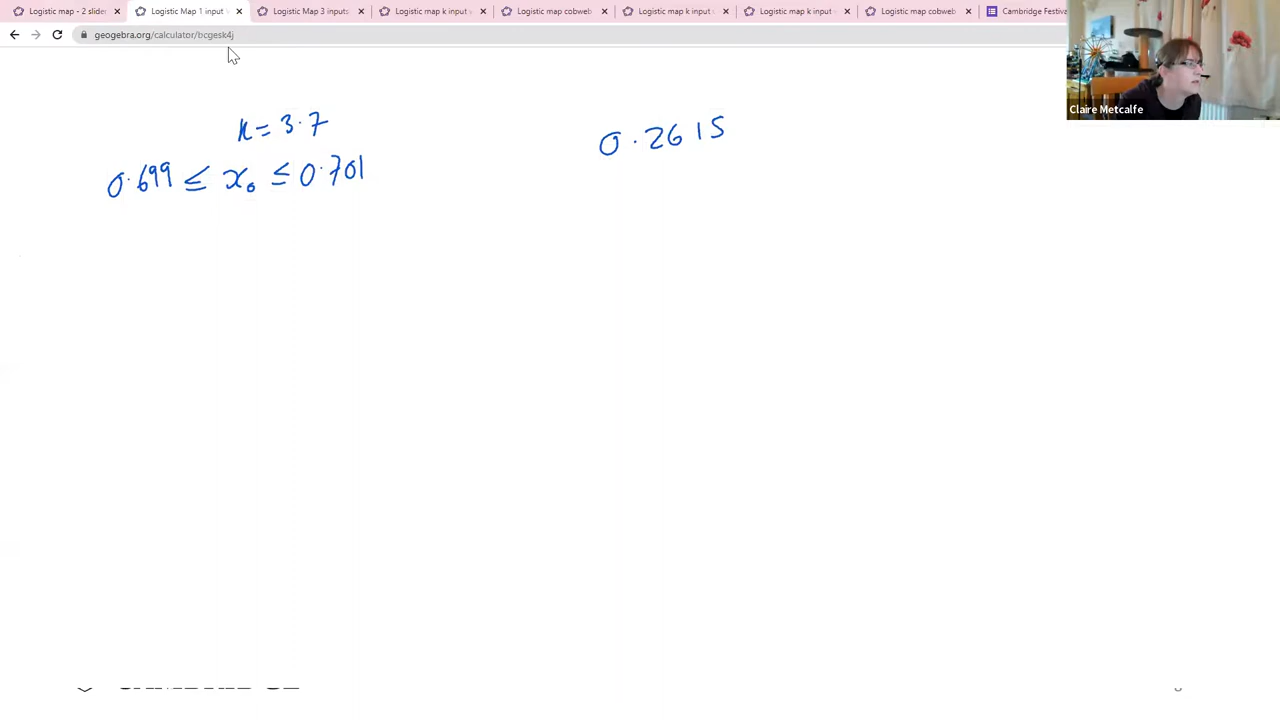 Logistic map - 2 slider
Logistic Map 1 input
Logistic Map 3 inputs
Logistic map k input
Logistic map cobweb
Logistic map k input
Logistic map k input
Logistic map cobweb
Cambridge Festiva
geogebra.org/calculator/bcgesk4j
Claire Metcalfe
k = 3.7
0.2615
0.699 ≤ x₀ ≤ 0.701